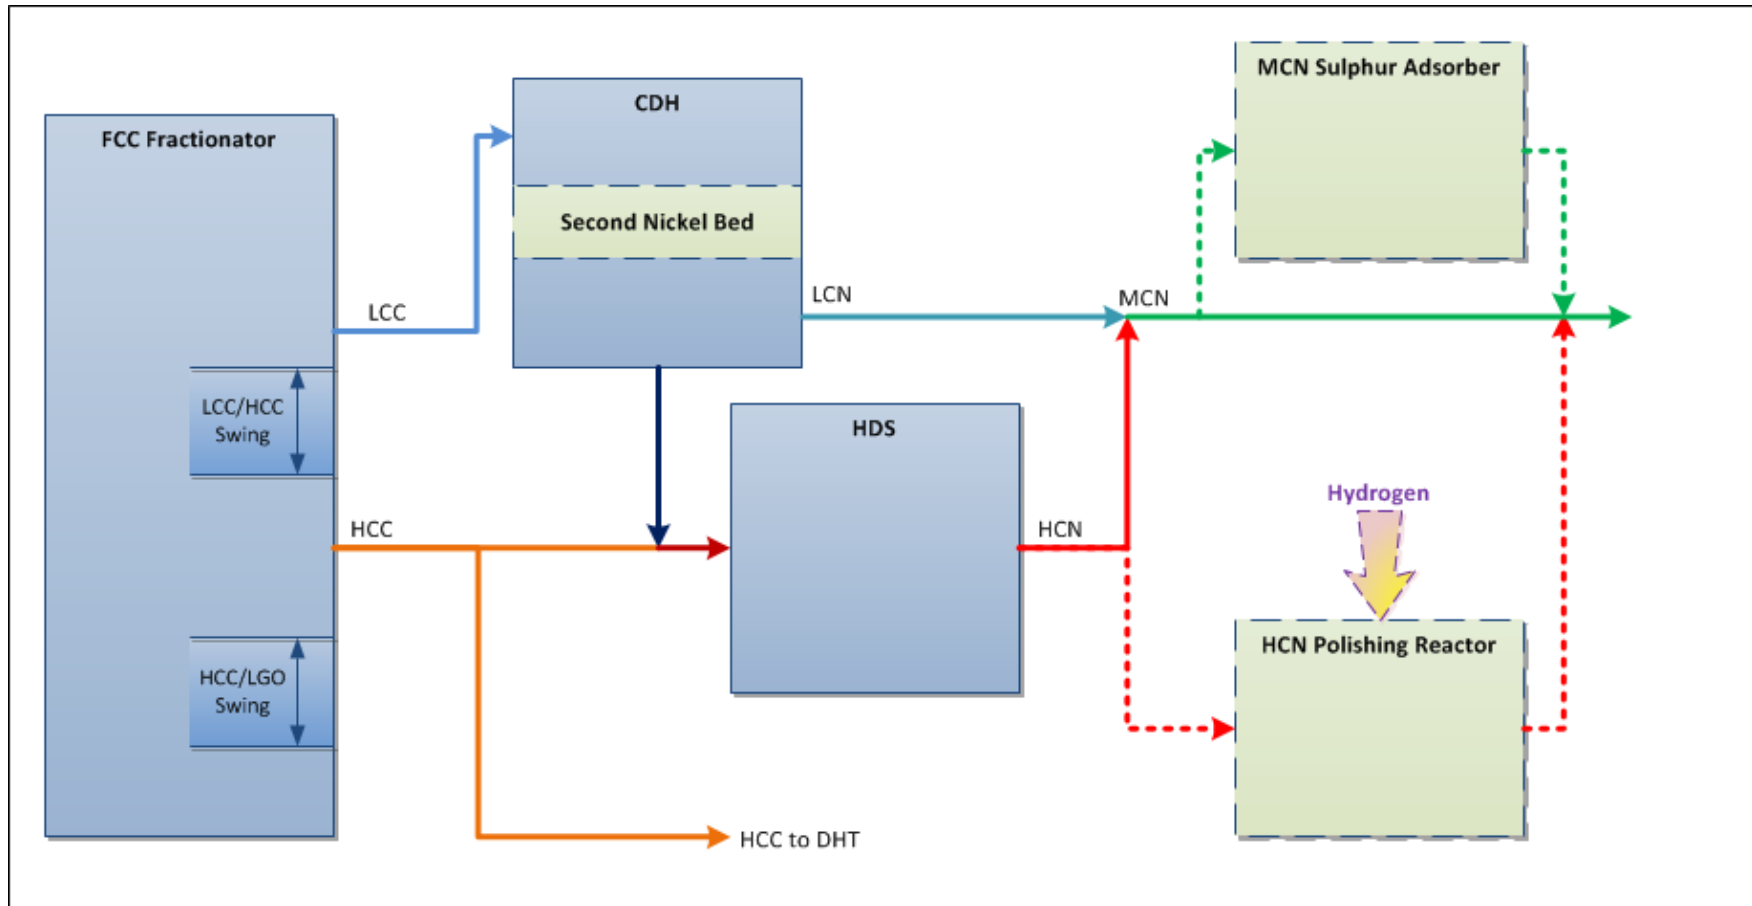 FCC Fractionator
LCC/HCC
Swing
HCC/LGO
Swing
LCC
HCC
CDH
Second Nickel Bed
LCN
HDS
HCN
MCN
MCN Sulphur Adsorber
Hydrogen
HCN Polishing Reactor
HCC to DHT